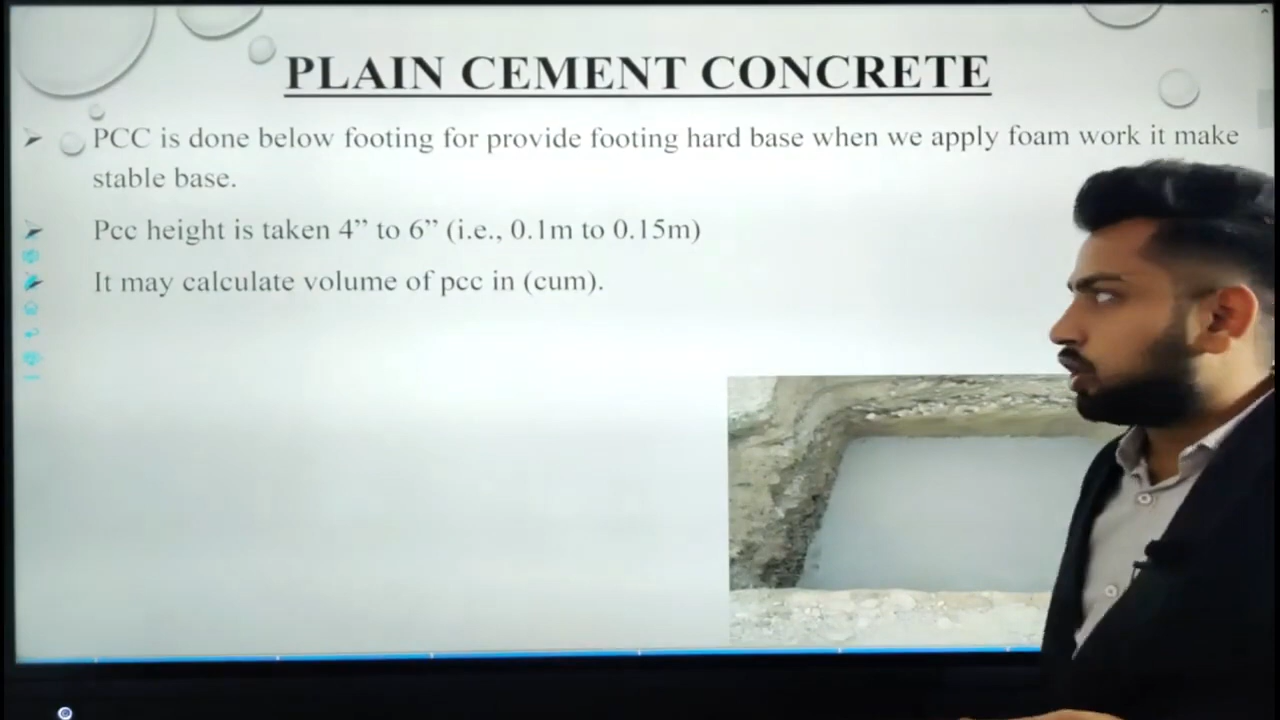 PLAIN CEMENT CONCRETE
PCC is done below footing for provide footing hard base when we apply foam work it make
stable base.
Pcc height is taken 4” to 6” (i.e., 0.1m to 0.15m)
It may calculate volume of pcc in (cum).